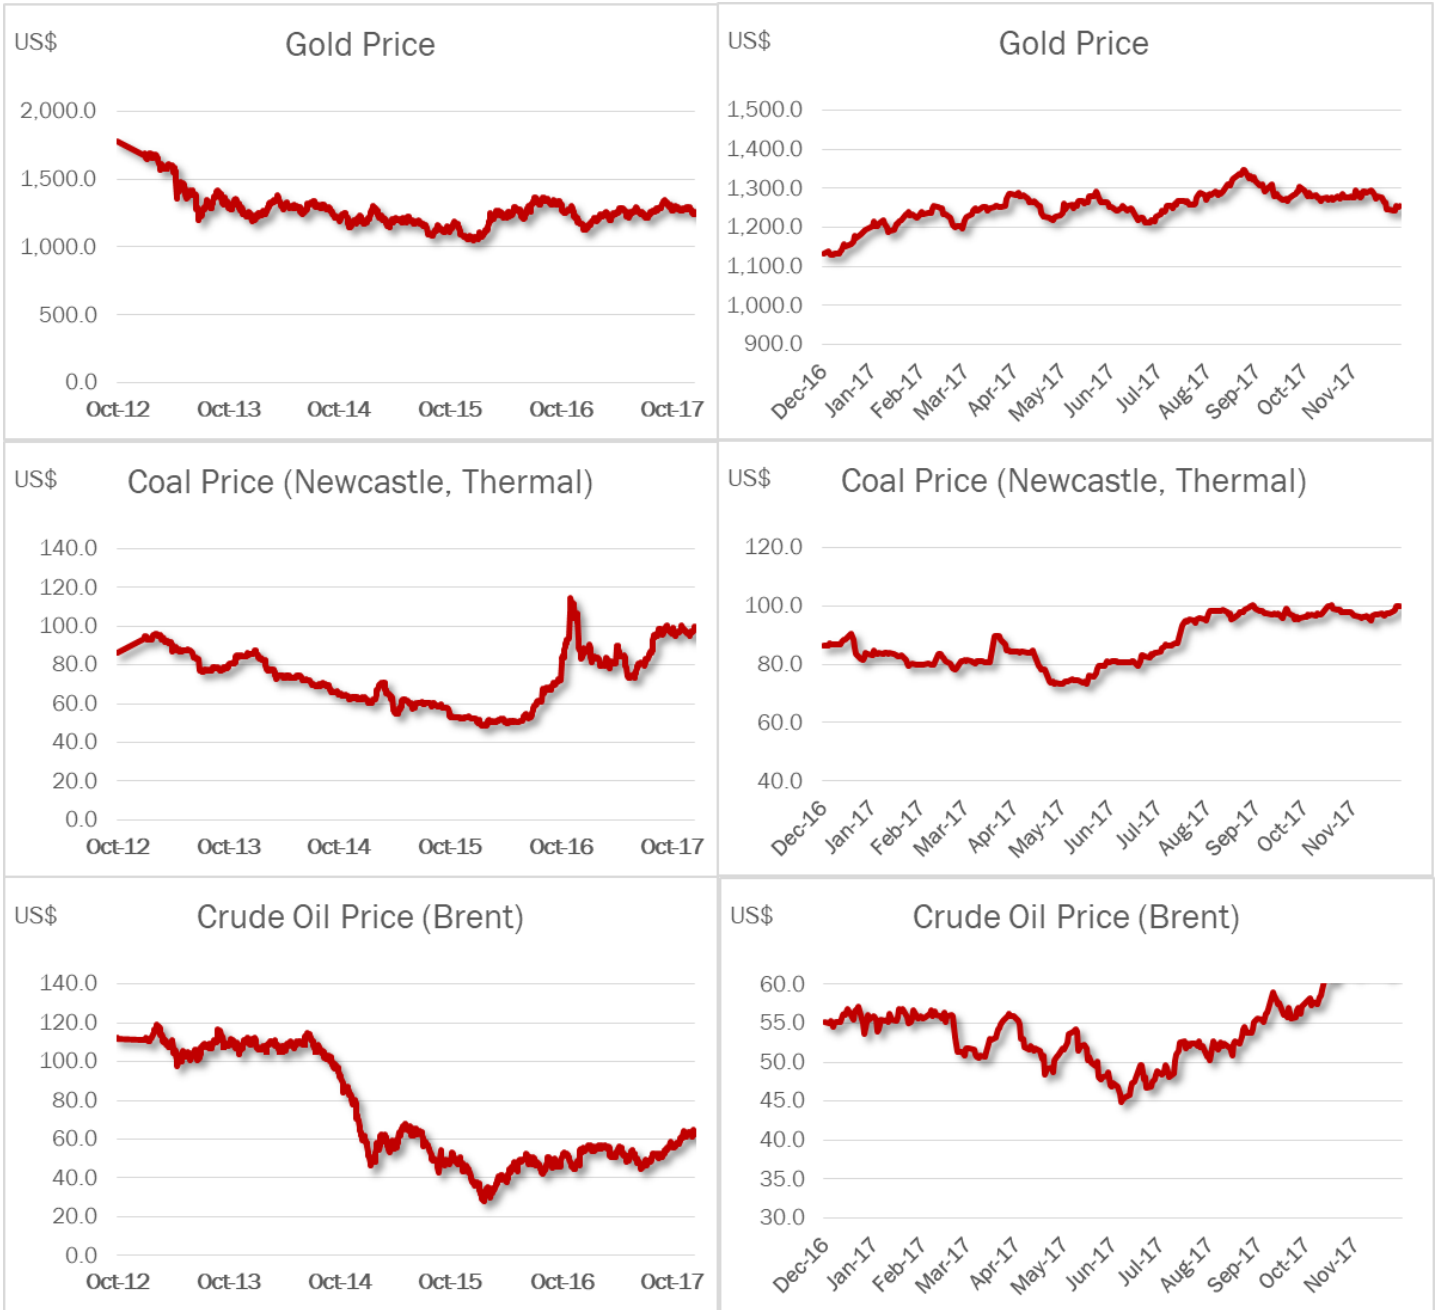 US$
Gold Price
2,000.0
1,500.0
1,000.0
500.0
0.0
Oct-12 Oct-13 Oct-14 Oct-15 Oct-16 Oct-17
US$
Gold Price
1,500.0
1,400.0
1,300.0
1,200.0
1,100.0
1,000.0
900.0
Dec-16 Jan-17 Feb-17 Mar-17 Apr-17 May-17 Jun-17 Jul-17 Aug-17 Sep-17 Oct-17 Nov-17
US$
Coal Price (Newcastle, Thermal)
140.0
120.0
100.0
80.0
60.0
40.0
20.0
0.0
Oct-12 Oct-13 Oct-14 Oct-15 Oct-16 Oct-17
US$
Coal Price (Newcastle, Thermal)
120.0
100.0
80.0
60.0
40.0
Dec-16 Jan-17 Feb-17 Mar-17 Apr-17 May-17 Jun-17 Jul-17 Aug-17 Sep-17 Oct-17 Nov-17
US$
Crude Oil Price (Brent)
140.0
120.0
100.0
80.0
60.0
40.0
20.0
0.0
Oct-12 Oct-13 Oct-14 Oct-15 Oct-16 Oct-17
US$
Crude Oil Price (Brent)
60.0
55.0
50.0
45.0
40.0
35.0
30.0
Dec-16 Jan-17 Feb-17 Mar-17 Apr-17 May-17 Jun-17 Jul-17 Aug-17 Sep-17 Oct-17 Nov-17